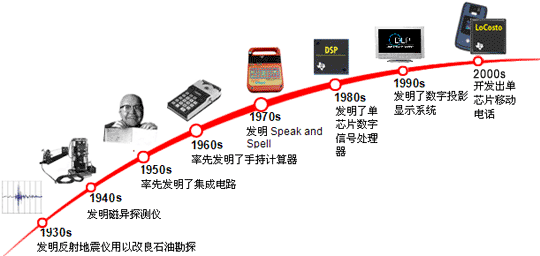 1930s
发明反射地震仪用以改良石油勘探
1940s
发明磁异探测仪
1950s
率先发明了集成电路
1960s
率先发明了手持计算器
1970s
发明 Speak and
Spell
DSP
1980s
发明了单
芯片数字
信号处理
器
DLP
1990s
发明了数字投影
显示系统
LoCosto
2000s
开发出单
芯片移动
电话